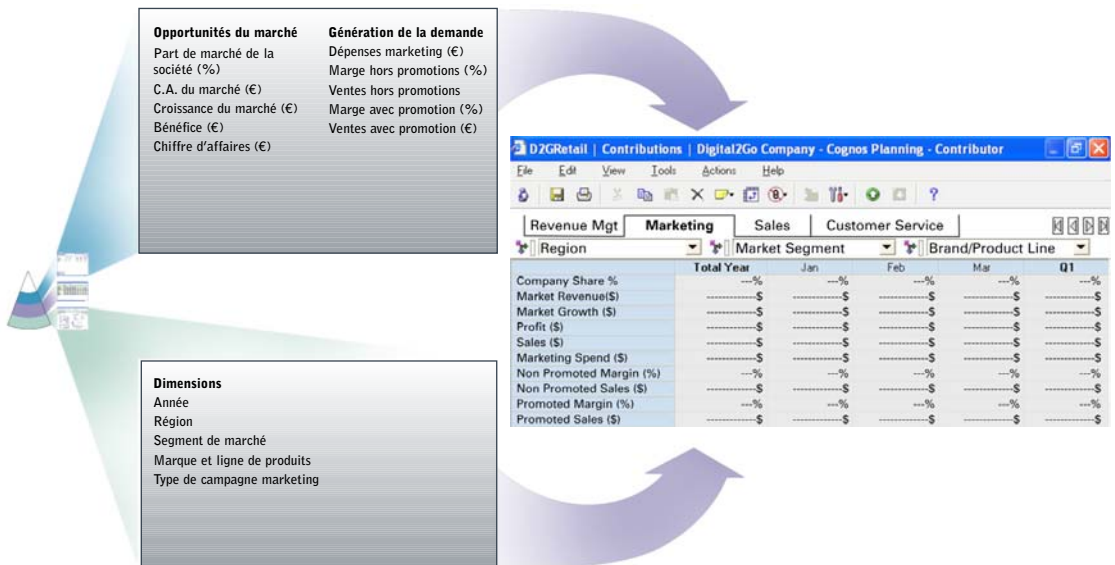 Opportunités du marché
Part de marché de la
société (%)
C.A. du marché (€)
Croissance du marché (€)
Bénéfice (€)
Chiffre d'affaires (€)
Génération de la demande
Dépenses marketing (€)
Marge hors promotions (%)
Ventes hors promotions
Marge avec promotion (%)
Ventes avec promotion (€)
D2GRetail | Contributions | Digital2Go Company - Cognos Planning - Contributor
File Edit View Tools Actions Help
Revenue Mgt Marketing Sales Customer Service
Region Market Segment Brand/Product Line
Total Year Jan Feb Mar Q1
Company Share % ---% ---% ---% ---% ---%
Market Revenue($) ------------$ ------------$ ------------$ ------------$ ------------$
Market Growth ($) ------------$ ------------$ ------------$ ------------$ ------------$
Profit ($) ------------$ ------------$ ------------$ ------------$ ------------$
Sales ($) ------------$ ------------$ ------------$ ------------$ ------------$
Marketing Spend ($) ------------$ ------------$ ------------$ ------------$ ------------$
Non Promoted Margin (%) ---% ---% ---% ---% ---%
Non Promoted Sales ($) ------------$ ------------$ ------------$ ------------$ ------------$
Promoted Margin (%) ---% ---% ---% ---% ---%
Promoted Sales ($) ------------$ ------------$ ------------$ ------------$ ------------$
Dimensions
Année
Région
Segment de marché
Marque et ligne de produits
Type de campagne marketing